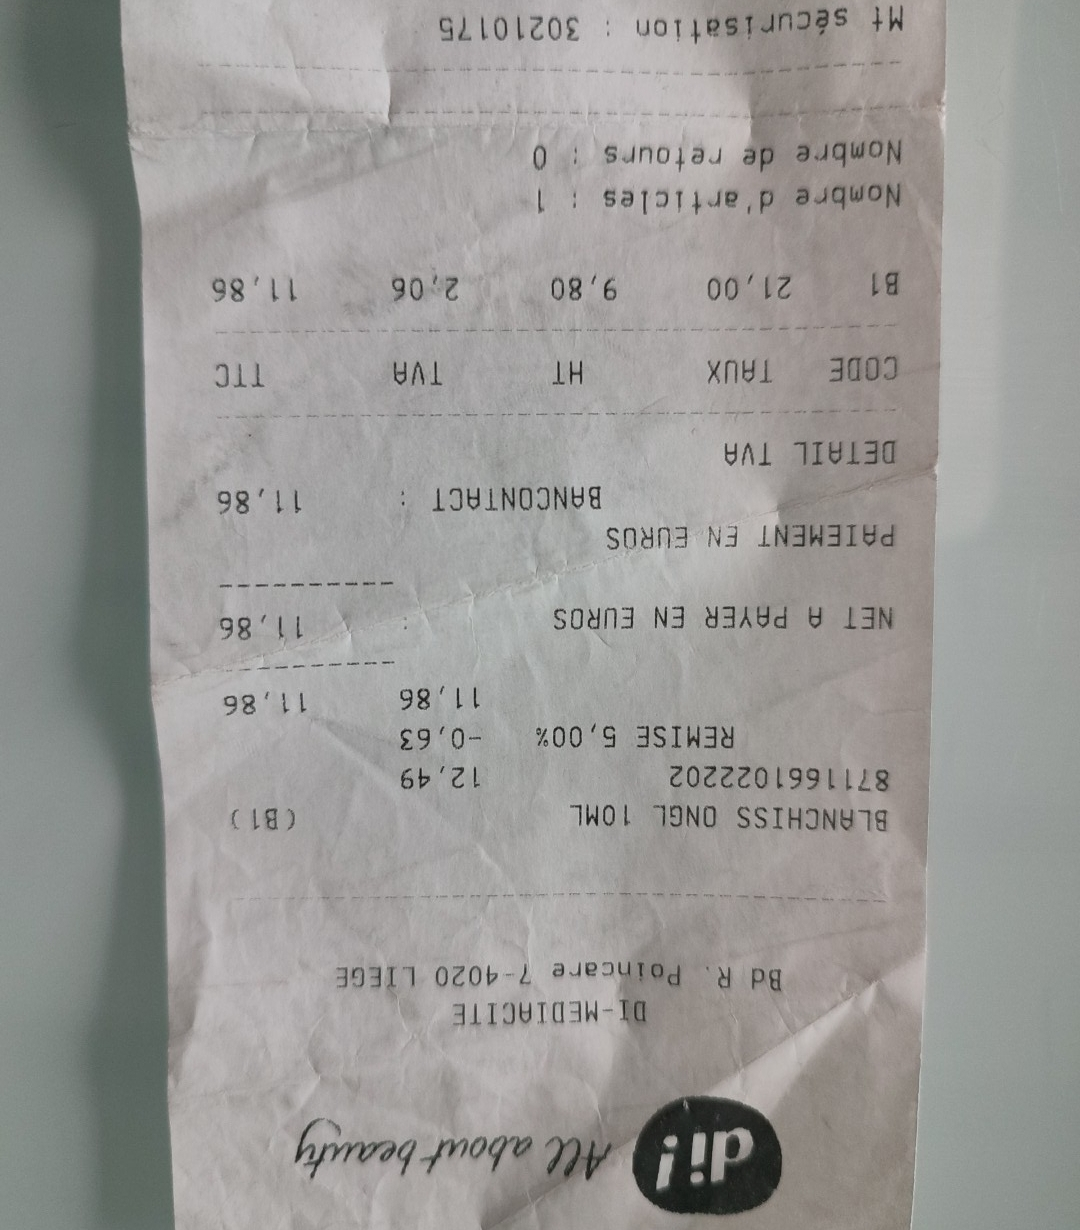 di! All about beauty
DI-MEDIACITE
Bd R. Poincare 7-4020 LIEGE
BLANCHISS ONGL 10ML (B1)
8711661022202 12,49
REMISE 5,00% -0,63
11,86 11,86
NET A PAYER EN EUROS : 11,86
PAIEMENT EN EUROS
BANCONTACT : 11,86
DETAIL TVA
CODE TAUX HT TVA TTC
B1 21,00 9,80 2,06 11,86
Nombre d'articles : 1
Nombre de retours : 0
Mt sécurisation : 30210175